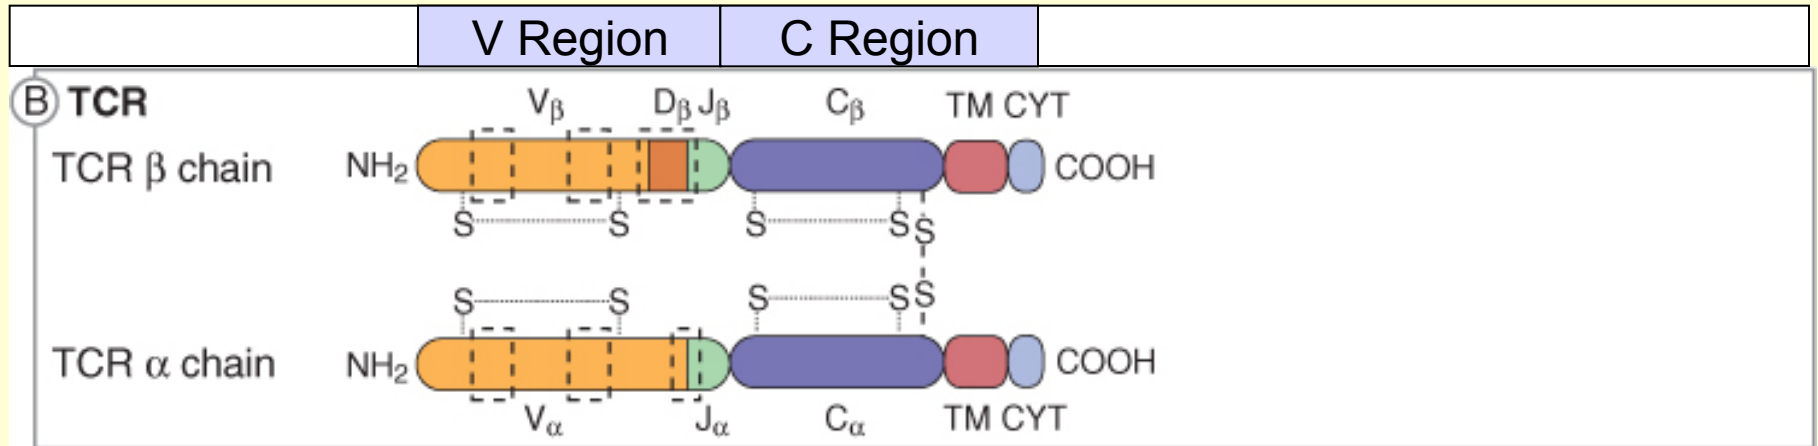 V Region C Region
B TCR
Vβ Dβ Jβ Cβ TM CYT
TCR β chain NH2 COOH
S S S S S
S S S S S
TCR α chain NH2 COOH
Vα Jα Cα TM CYT